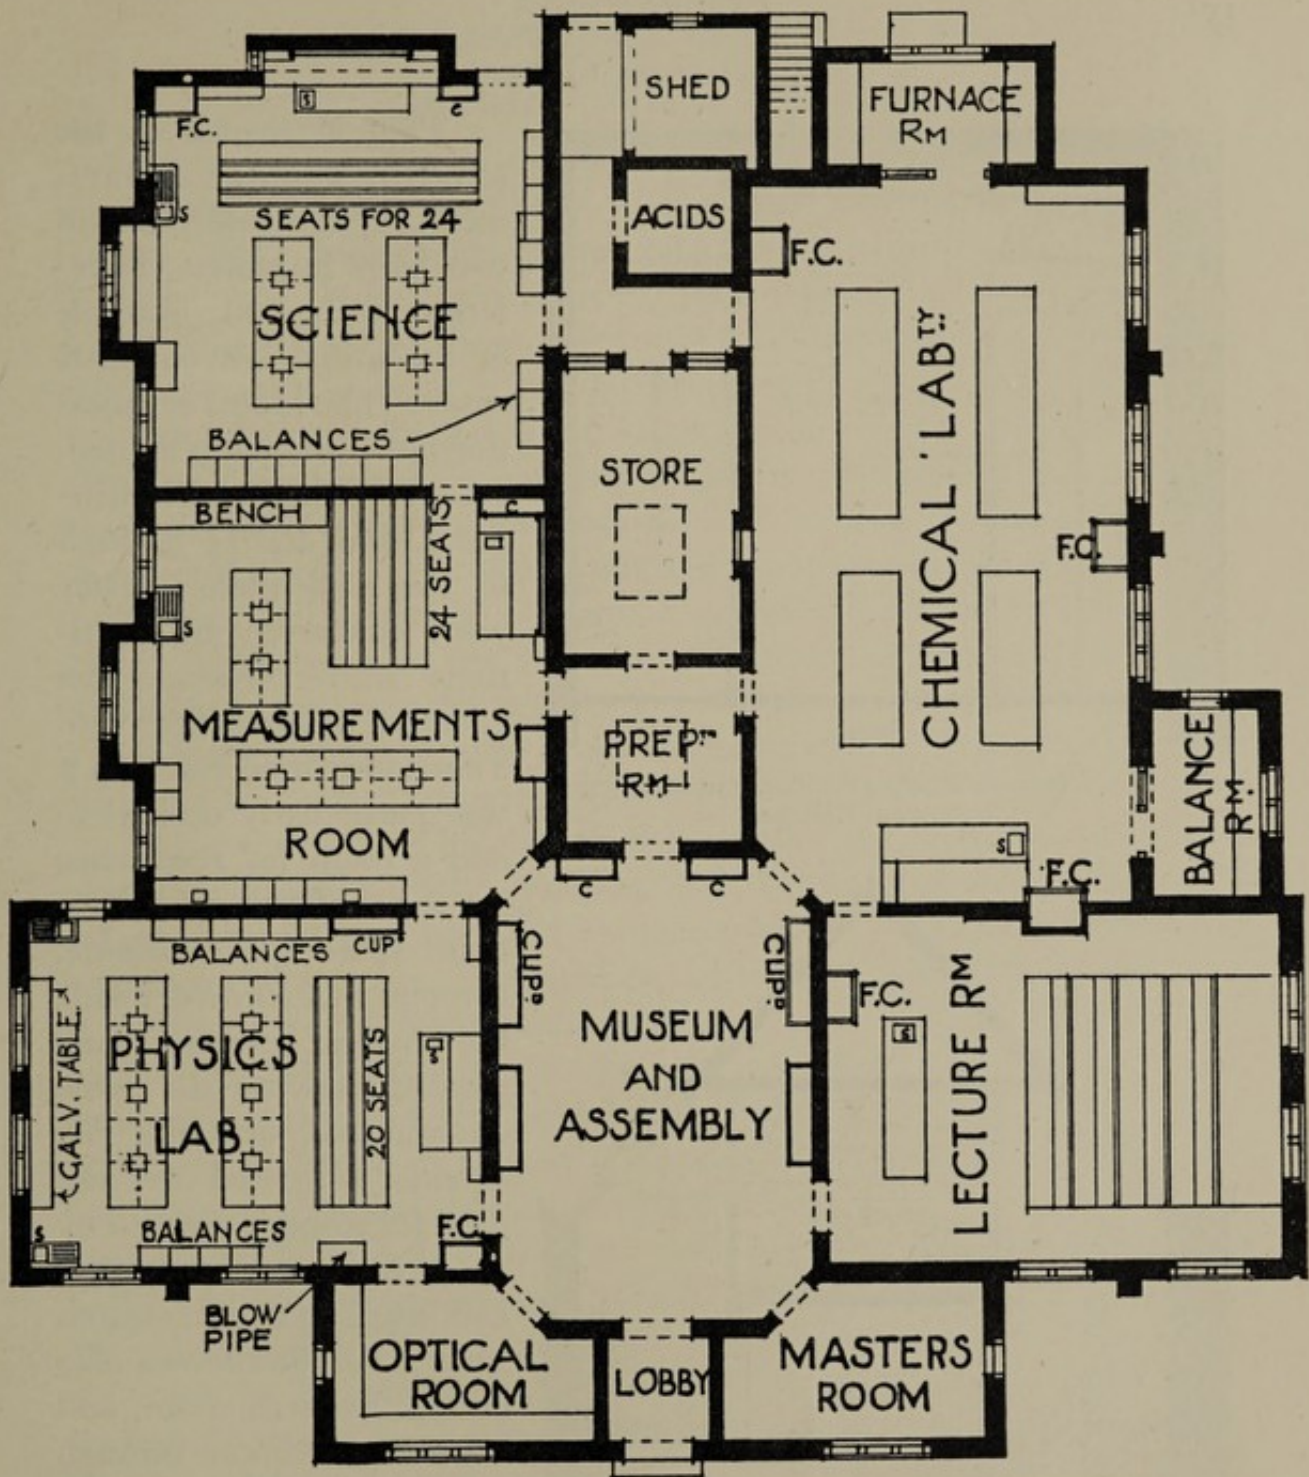 SHED
FURNACE
RM
F.C.
S
C
S
SEATS FOR 24
ACIDS
F.C.
SCIENCE
BALANCES
STORE
CHEMICAL LABTY.
BENCH
24 SEATS
C
S
F.C.
MEASUREMENTS
ROOM
PREPTN
RM.
BALANCE
RM.
S
F.C.
C
C
BALANCES
CUP
CUPD
CUPD
F.C.
LECTURE RM
S
GALV. TABLE
PHYSICS
LAB
20 SEATS
S
MUSEUM
AND
ASSEMBLY
S
BALANCES
F.C.
BLOW
PIPE
OPTICAL
ROOM
LOBBY
MASTERS
ROOM